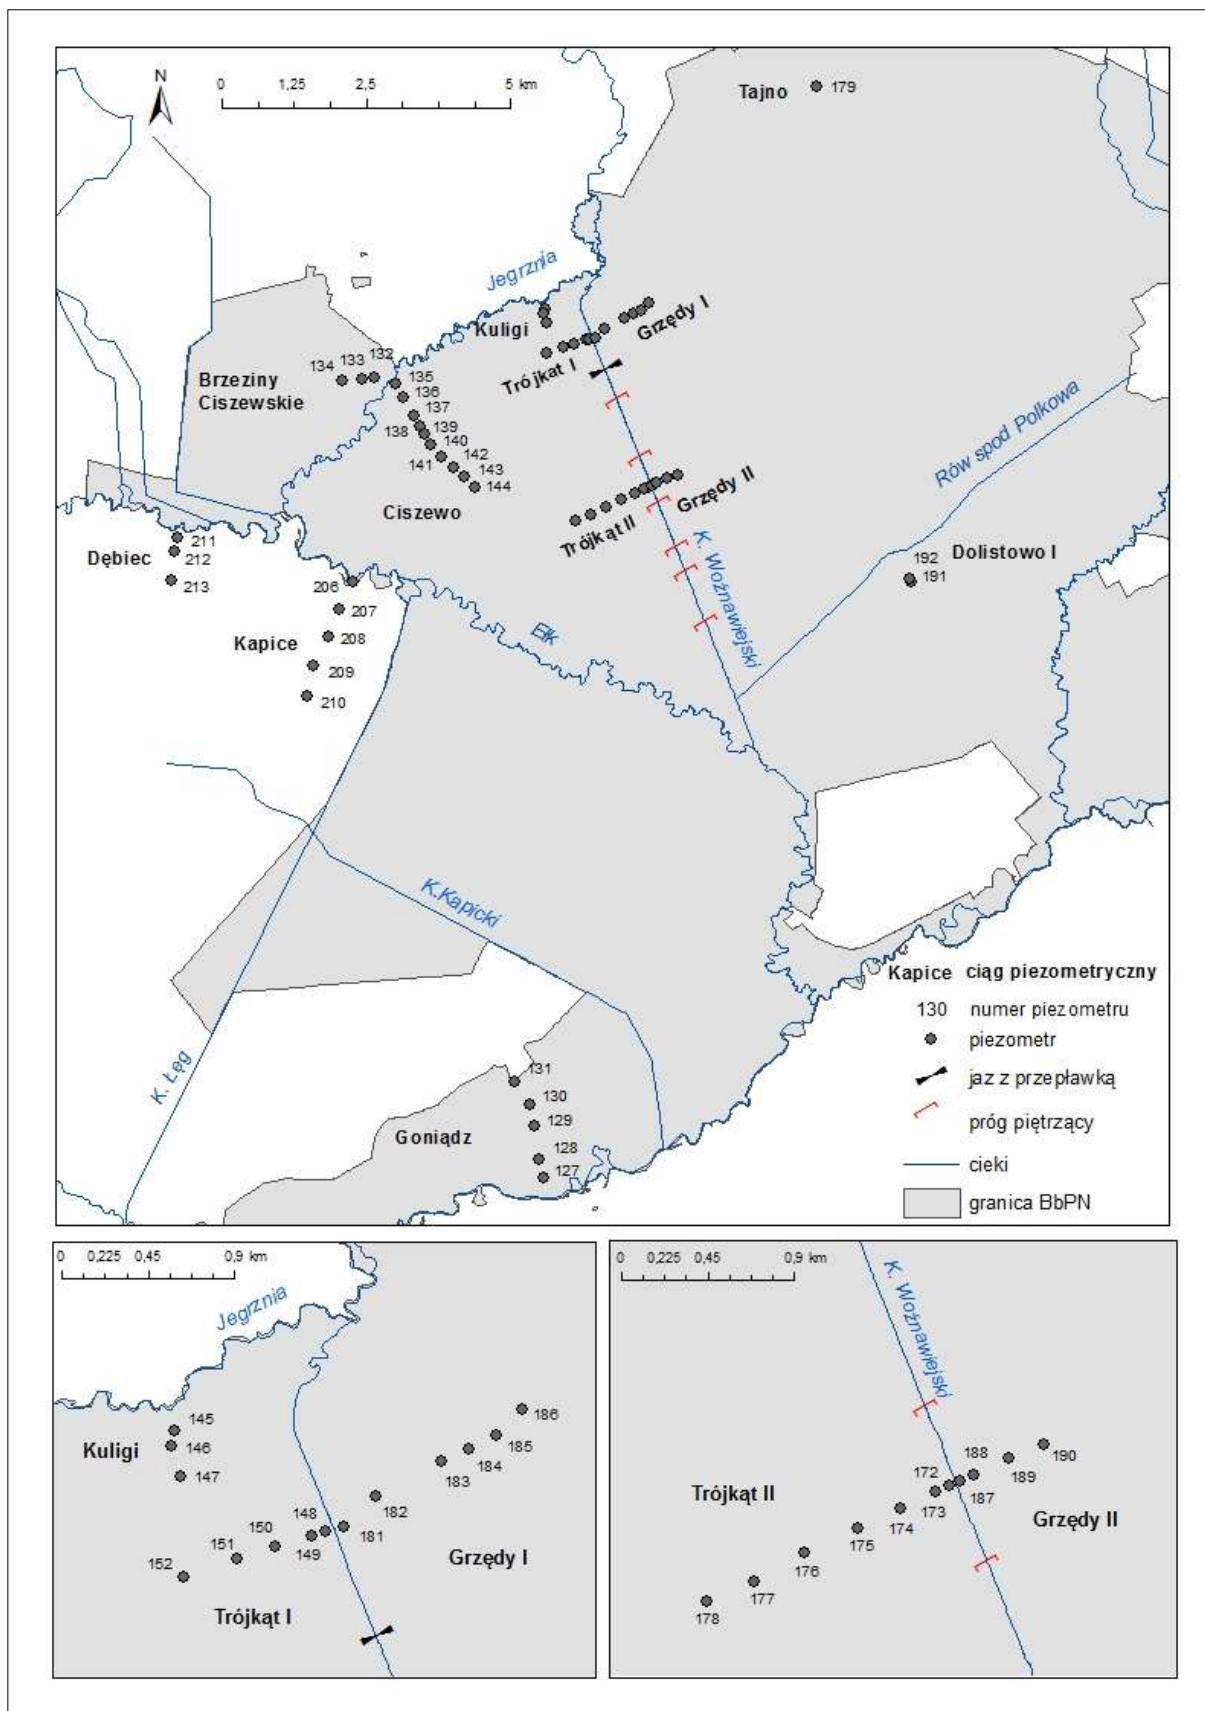 N
0 1,25 2,5 5 km
Tajno
179
Jegrznia
Kuligi
Grzędy I
Trójkąt I
134 133 132
Brzeziny
Ciszewskie
135
136
137
138 139
140
141 142
143
144
Ciszewo
Rów spod Polkowa
Grzędy II
Trójkąt II
K. Woźnawiejski
Dolistowo I
192
191
211
Dębiec 212
213
206
207
Kapice 208
209
210
Ełk
K.Kapicki
K. Łęg
131
130
129
Goniądz
128
127
Kapice ciąg piezometryczny
130 numer piezometru
piezometr
jaz z przepławką
próg piętrzący
cieki
granica BbPN
0 0,225 0,45 0,9 km
Jegrznia
145
Kuligi 146
147
186
185
184
183
182
148 181
150 149
151
152
Grzędy I
Trójkąt I
0 0,225 0,45 0,9 km
K. Woźnawiejski
190
188 189
172 187
Trójkąt II 173
174
175
176
177
178
Grzędy II